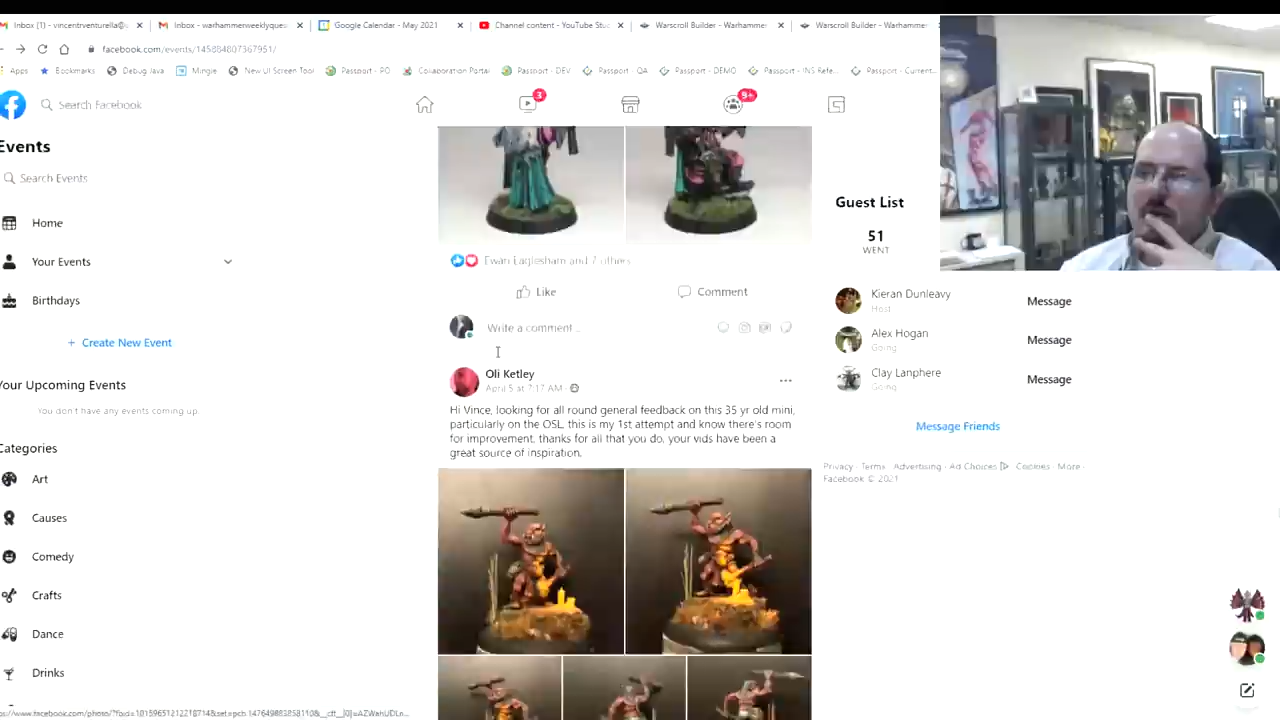 Inbox (1) - vincentrventurella@
Inbox - warhammerweeklyques
Google Calendar - May 2021
Channel content - YouTube Stu
Warscroll Builder - Warhammer
Warscroll Builder - Warhammer
facebook.com/events/145884807367951/
Apps
Bookmarks
Debug Java
Mingle
New UI Screen Tool
Passport - PO
Collaboration Portal
Passport - DEV
Passport - QA
Passport - DEMO
Passport - INS Refe...
Passport - Current...
Search Facebook
3
9+
Events
Search Events
Home
Your Events
Birthdays
+ Create New Event
Your Upcoming Events
You don't have any events coming up.
Categories
Art
Causes
Comedy
Crafts
Dance
Drinks
Ewan Eaglesham and 7 others
Like
Comment
Write a comment...
Oli Ketley
April 5 at 7:17 AM
Hi Vince, looking for all round general feedback on this 35 yr old mini,
particularly on the OSL, this is my 1st attempt and know there's room
for improvement, thanks for all that you do, your vids have been a
great source of inspiration.
Guest List
51
WENT
Kieran Dunleavy
Host
Message
Alex Hogan
Going
Message
Clay Lanphere
Going
Message
Message Friends
Privacy · Terms · Advertising · Ad Choices · Cookies · More ·
Facebook © 2021